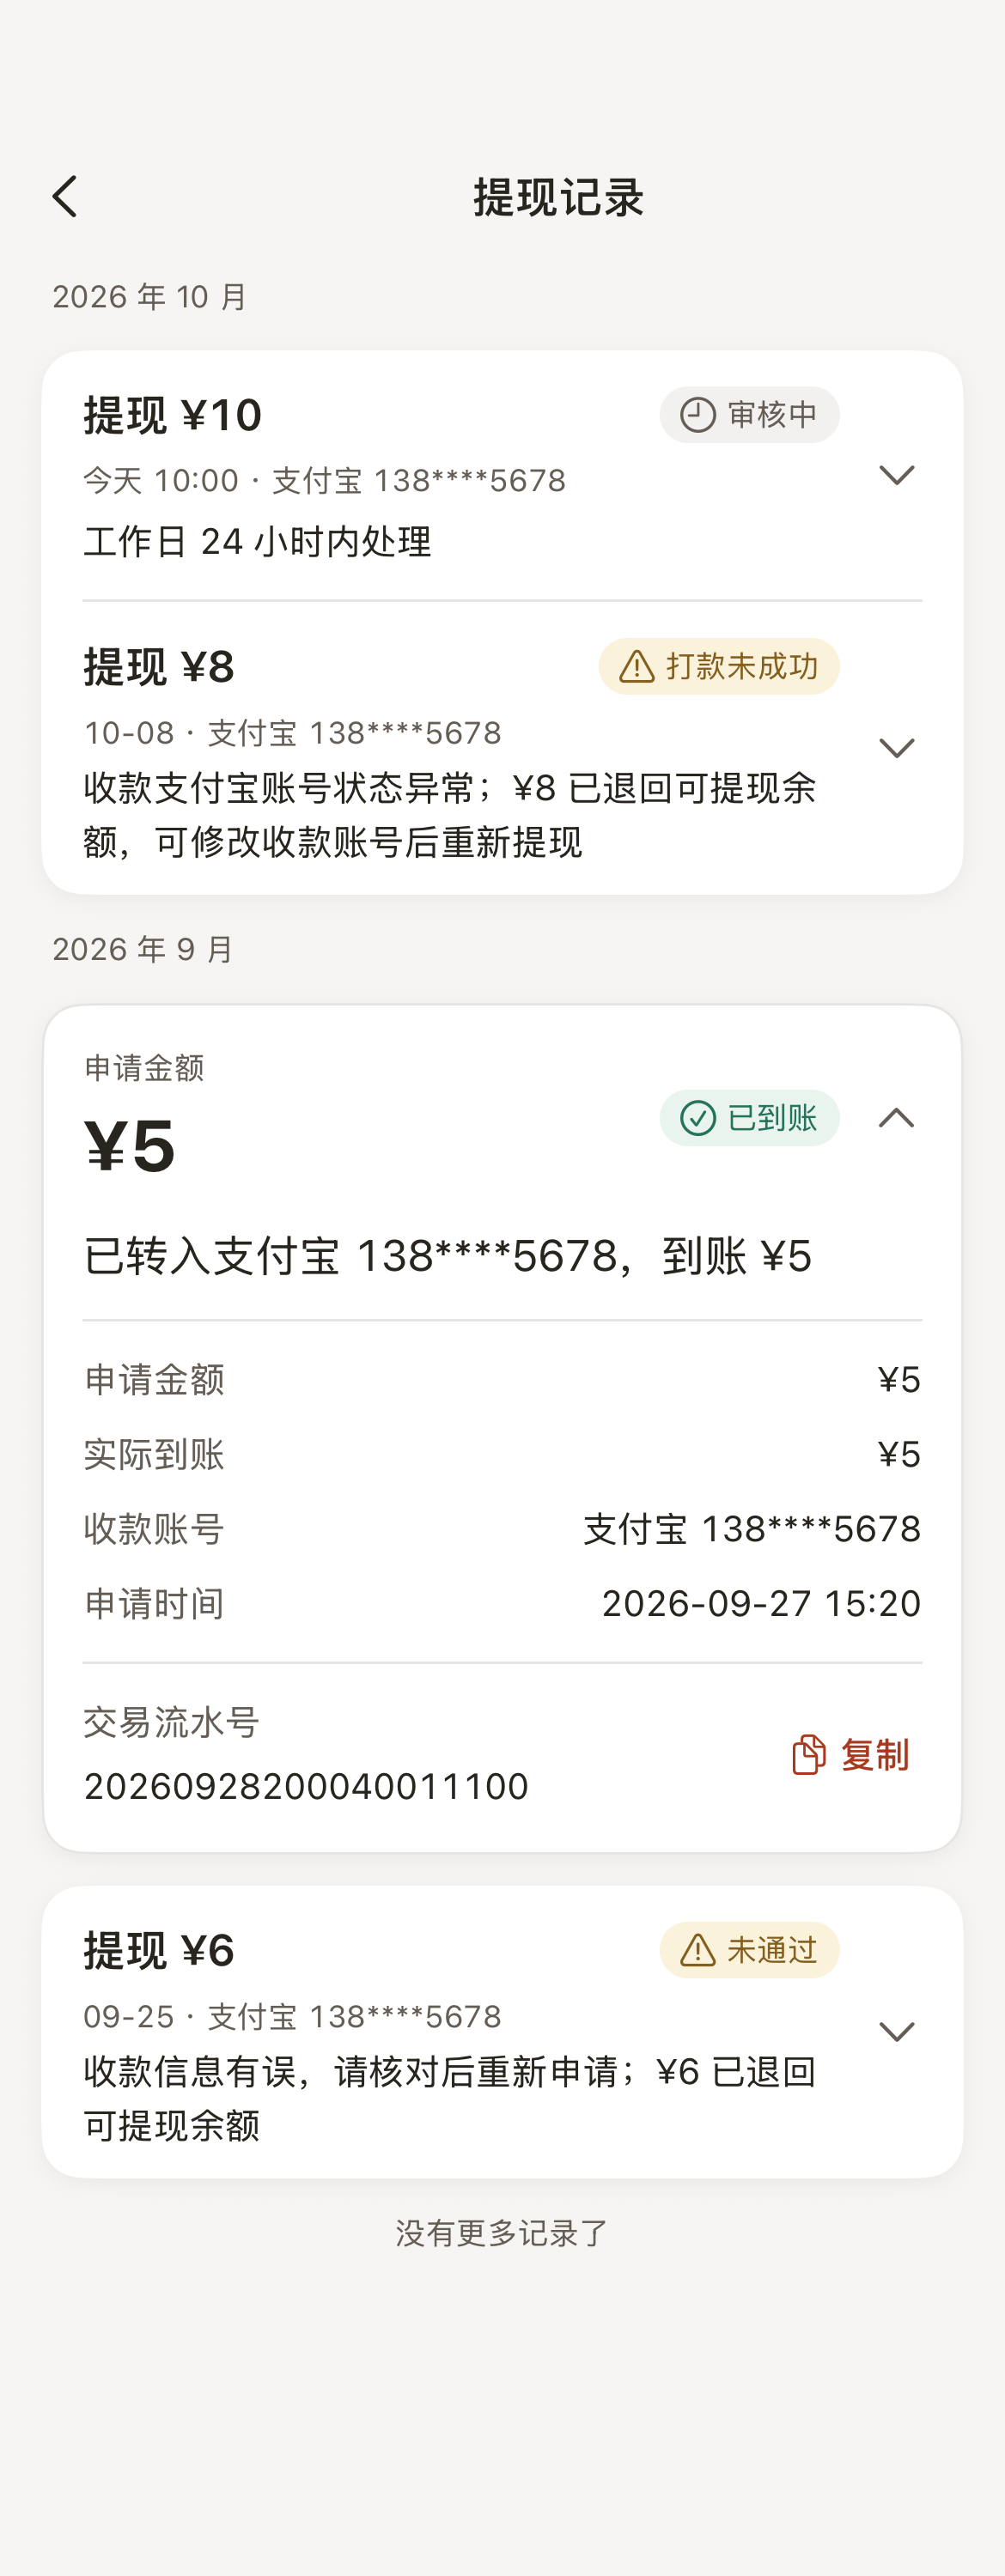 提现记录
2026 年 10 月
提现 ¥10
审核中
今天 10:00 · 支付宝 138****5678
工作日 24 小时内处理
提现 ¥8
打款未成功
10-08 · 支付宝 138****5678
收款支付宝账号状态异常；¥8 已退回可提现余
额，可修改收款账号后重新提现
2026 年 9 月
申请金额
¥5
已到账
已转入支付宝 138****5678，到账 ¥5
申请金额 ¥5
实际到账 ¥5
收款账号 支付宝 138****5678
申请时间 2026-09-27 15:20
交易流水号
20260928200040011100
复制
提现 ¥6
未通过
09-25 · 支付宝 138****5678
收款信息有误，请核对后重新申请；¥6 已退回
可提现余额
没有更多记录了